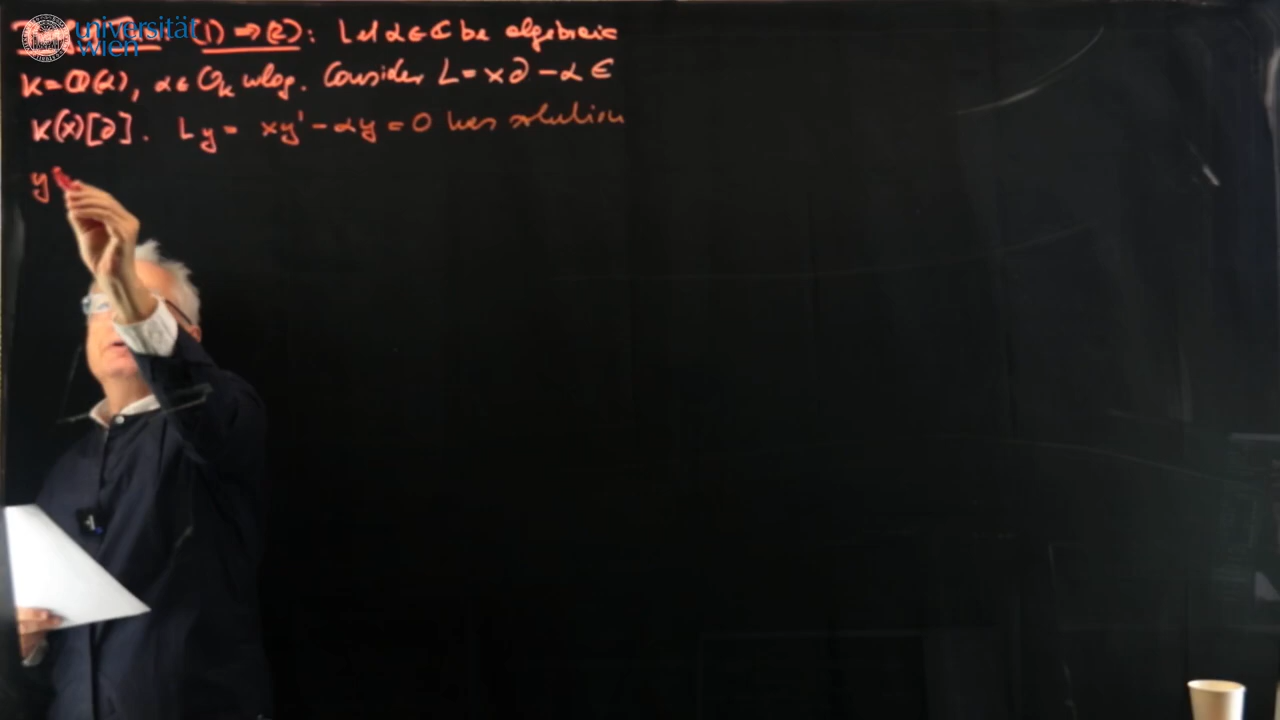 universität
wien
(1) ⇒ (2) : Let α ∈ ℂ be algebraic
K = ℚ(α), α ∈ O_K wlog. Consider L = x∂ - α ∈
K(x)[∂] . Ly = xy' - αy = 0 has solution
y